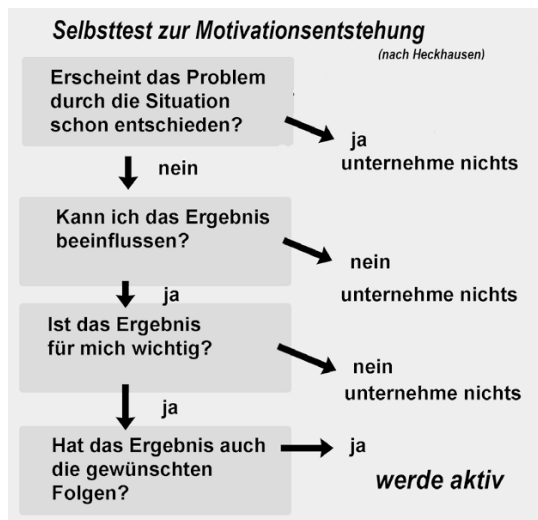 Selbsttest zur Motivationsentstehung
(nach Heckhausen)
Erscheint das Problem
durch die Situation
schon entschieden?
ja
unternehme nichts
nein
Kann ich das Ergebnis
beeinflussen?
nein
unternehme nichts
ja
Ist das Ergebnis
für mich wichtig?
nein
unternehme nichts
ja
Hat das Ergebnis auch
die gewünschten
Folgen?
ja
werde aktiv